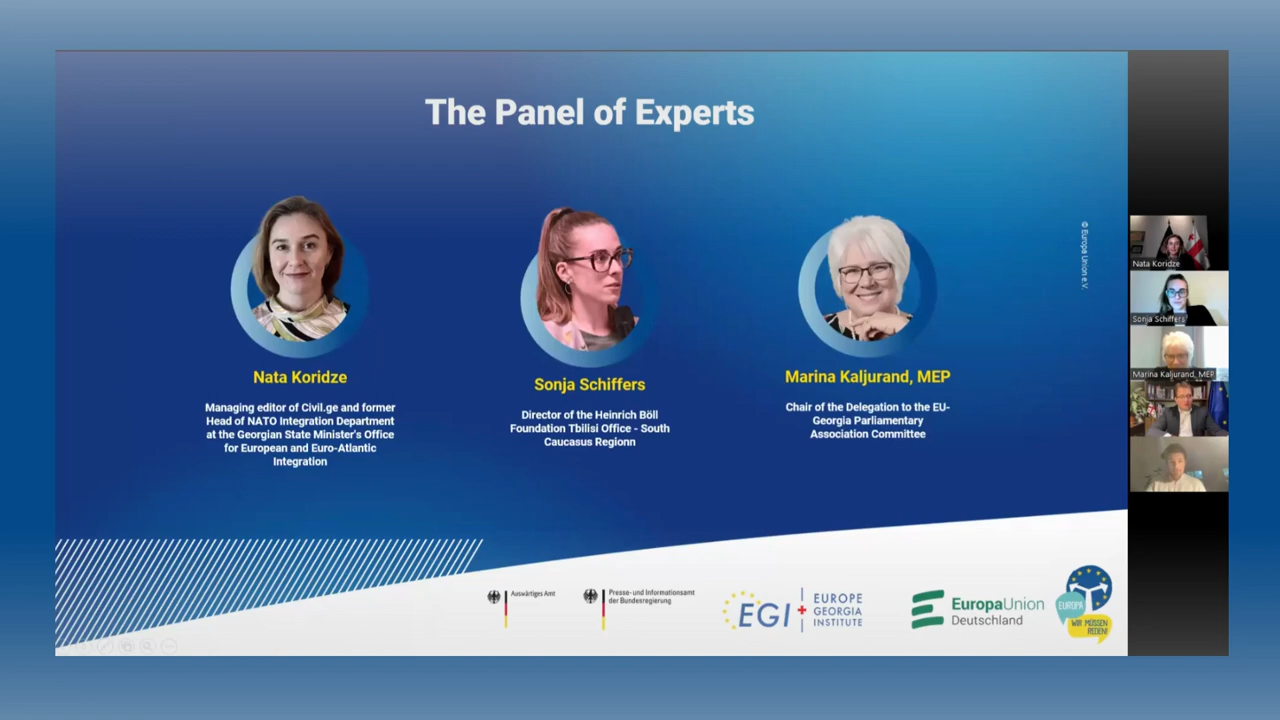 The Panel of Experts
Nata Koridze
Managing editor of Civil.ge and former
Head of NATO Integration Department
at the Georgian State Minister's Office
for European and Euro-Atlantic
Integration
Sonja Schiffers
Director of the Heinrich Böll
Foundation Tbilisi Office - South
Caucasus Regionn
Marina Kaljurand, MEP
Chair of the Delegation to the EU-
Georgia Parliamentary
Association Committee
© Europa Union e.V.
Nata Koridze
Sonja Schiffers
Marina Kaljurand, MEP
Auswärtiges Amt
Presse- und Informationsamt
der Bundesregierung
EGI
EUROPE
GEORGIA
INSTITUTE
EuropaUnion
Deutschland
EUROPA
WIR MÜSSEN
REDEN!